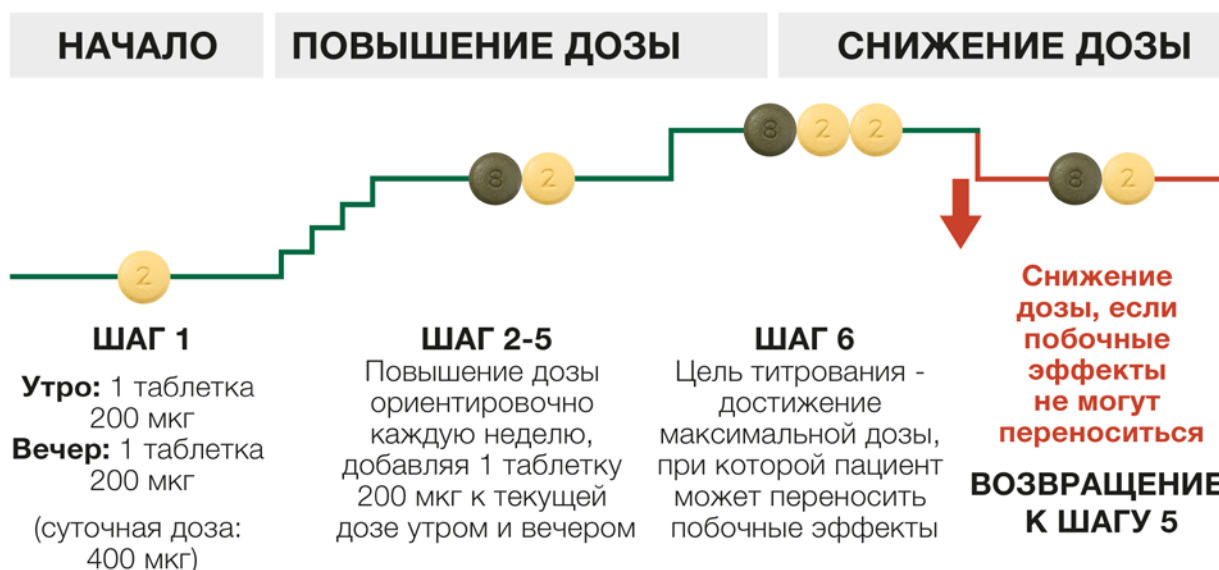 НАЧАЛО
ПОВЫШЕНИЕ ДОЗЫ
СНИЖЕНИЕ ДОЗЫ
2
8 2
8 2 2
8 2
ШАГ 1
Утро: 1 таблетка
200 мкг
Вечер: 1 таблетка
200 мкг
(суточная доза:
400 мкг)
ШАГ 2-5
Повышение дозы
ориентировочно
каждую неделю,
добавляя 1 таблетку
200 мкг к текущей
дозе утром и вечером
ШАГ 6
Цель титрования -
достижение
максимальной дозы,
при которой пациент
может переносить
побочные эффекты
Снижение
дозы, если
побочные
эффекты
не могут
переноситься
ВОЗВРАЩЕНИЕ
К ШАГУ 5